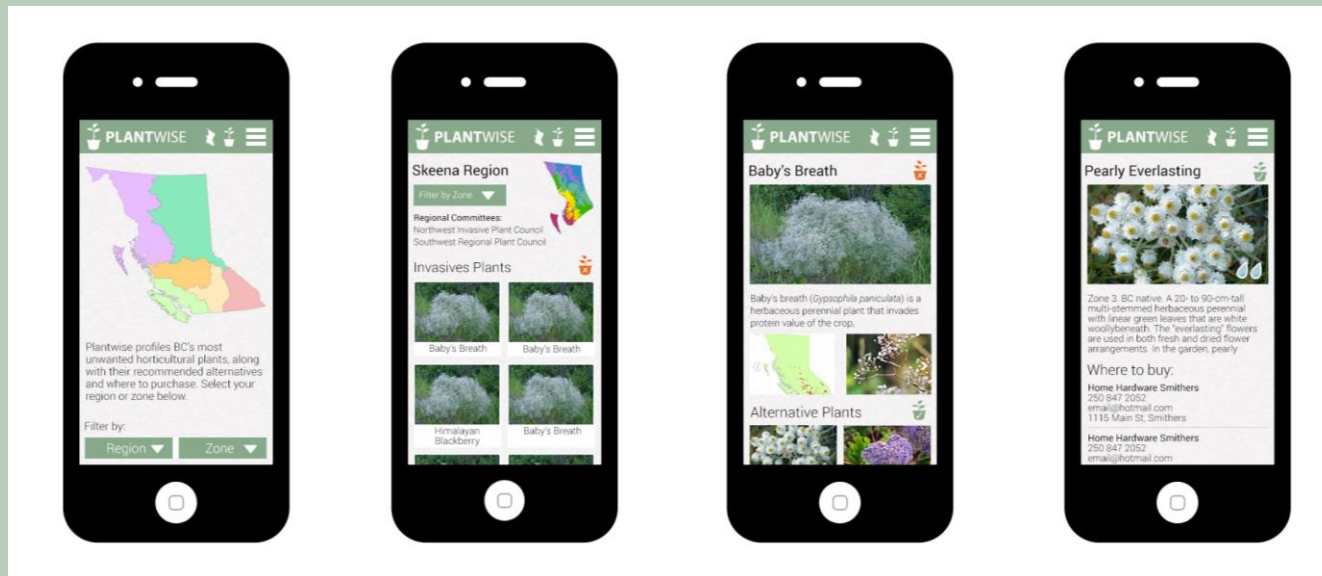 PLANTWISE
Plantwise profiles BC's most
unwanted horticultural plants, along
with their recommended alternatives
and where to purchase. Select your
region or zone below.
Filter by:
Region
Zone
PLANTWISE
Skeena Region
Filter by Zone
Regional Committees:
Northwest Invasive Plant Council
Southwest Regional Plant Council
Invasives Plants
Baby's Breath
Baby's Breath
Himalayan
Blackberry
Baby's Breath
PLANTWISE
Baby's Breath
Baby's breath (Gypsophila paniculata) is a
herbaceous perennial plant that invades
protein value of the crop.
Alternative Plants
PLANTWISE
Pearly Everlasting
Zone 3. BC native. A 20- to 90-cm-tall
multi-stemmed herbaceous perennial
with linear green leaves that are white
woollybeneath. The "everlasting" flowers
are used in both fresh and dried flower
arrangements. In the garden, pearly
Where to buy:
Home Hardware Smithers
250 847 2052
email@hotmail.com
1115 Main St, Smithers
Home Hardware Smithers
250 847 2052
email@hotmail.com